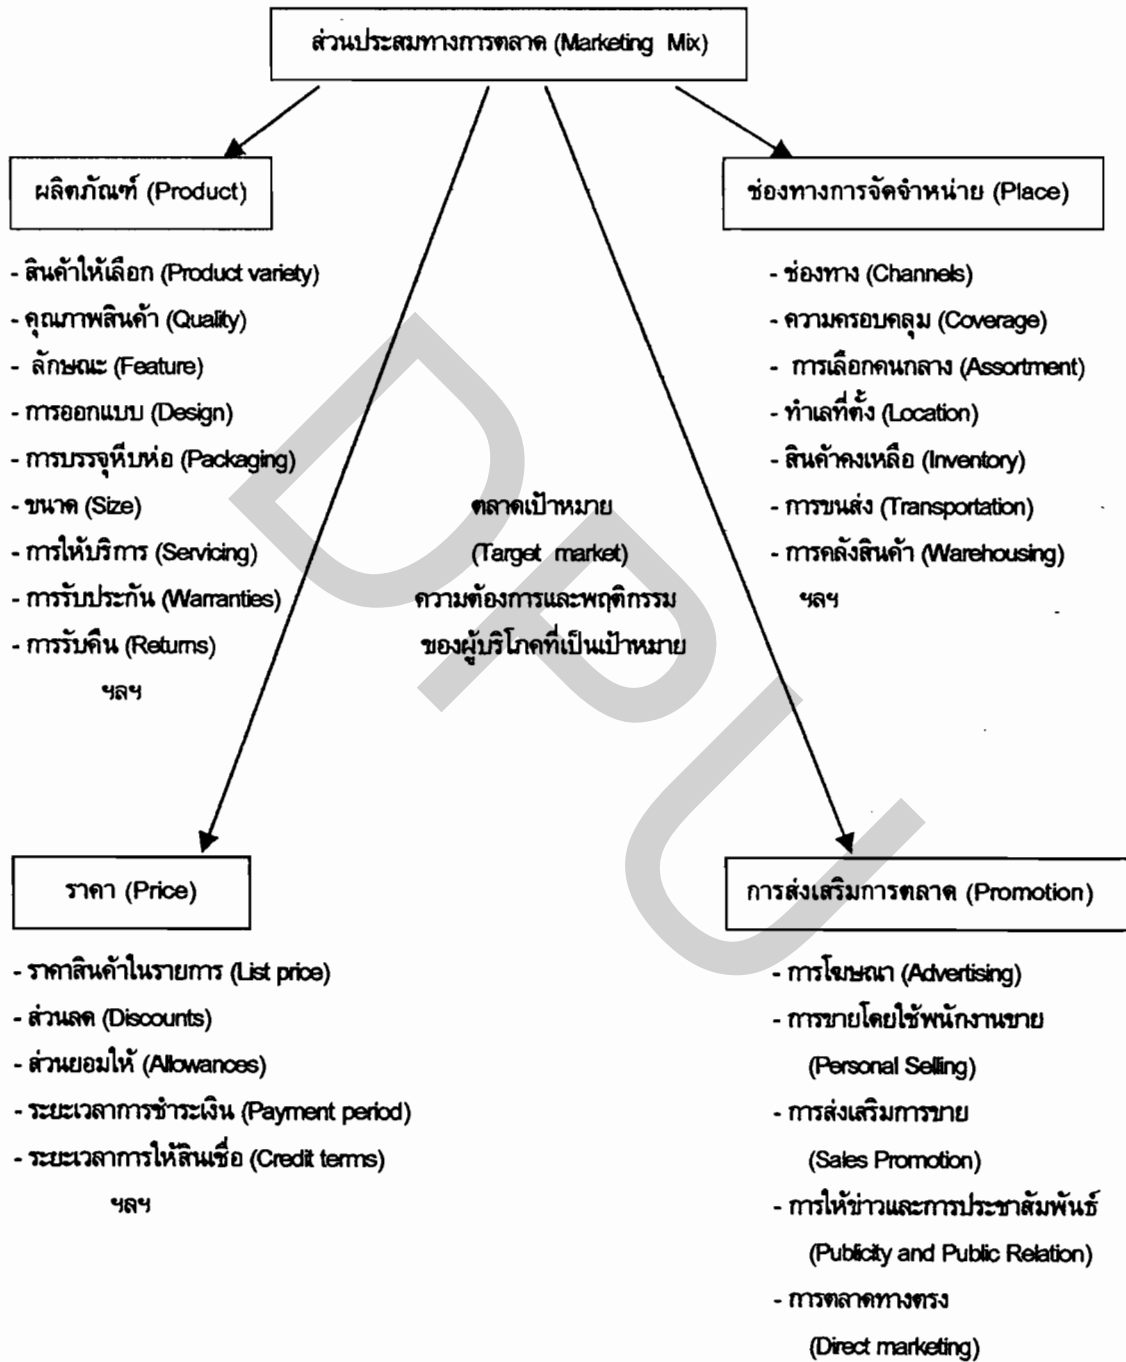 ส่วนประสมทางการตลาด (Marketing Mix)
ผลิตภัณฑ์ (Product)
- สินค้าให้เลือก (Product variety)
- คุณภาพสินค้า (Quality)
- ลักษณะ (Feature)
- การออกแบบ (Design)
- การบรรจุหีบห่อ (Packaging)
- ขนาด (Size)
- การให้บริการ (Servicing)
- การรับประกัน (Warranties)
- การรับคืน (Returns)
ฯลฯ
ช่องทางการจัดจำหน่าย (Place)
- ช่องทาง (Channels)
- ความครอบคลุม (Coverage)
- การเลือกคนกลาง (Assortment)
- ทำเลที่ตั้ง (Location)
- สินค้าคงเหลือ (Inventory)
- การขนส่ง (Transportation)
- การคลังสินค้า (Warehousing)
ฯลฯ
ตลาดเป้าหมาย
(Target market)
ความต้องการและพฤติกรรม
ของผู้บริโภคที่เป็นเป้าหมาย
DPU
ราคา (Price)
- ราคาสินค้าในรายการ (List price)
- ส่วนลด (Discounts)
- ส่วนยอมให้ (Allowances)
- ระยะเวลาการชำระเงิน (Payment period)
- ระยะเวลาการให้สินเชื่อ (Credit terms)
ฯลฯ
การส่งเสริมการตลาด (Promotion)
- การโฆษณา (Advertising)
- การขายโดยใช้พนักงานขาย
(Personal Selling)
- การส่งเสริมการขาย
(Sales Promotion)
- การให้ข่าวและการประชาสัมพันธ์
(Publicity and Public Relation)
- การตลาดทางตรง
(Direct marketing)